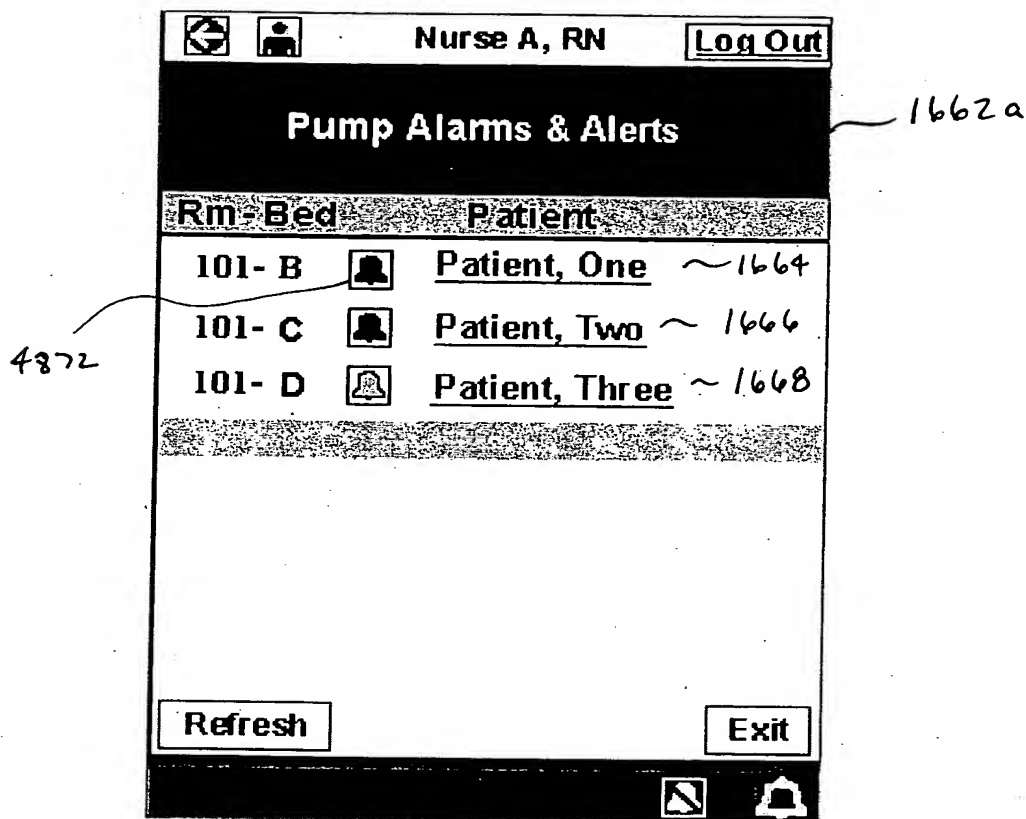 Nurse A, RN Log Out
Pump Alarms & Alerts 1662a
Rm - Bed Patient
101- B Patient, One ~1664
101- C Patient, Two ~ 1666
4872
101- D Patient, Three ~ 1668
Refresh Exit